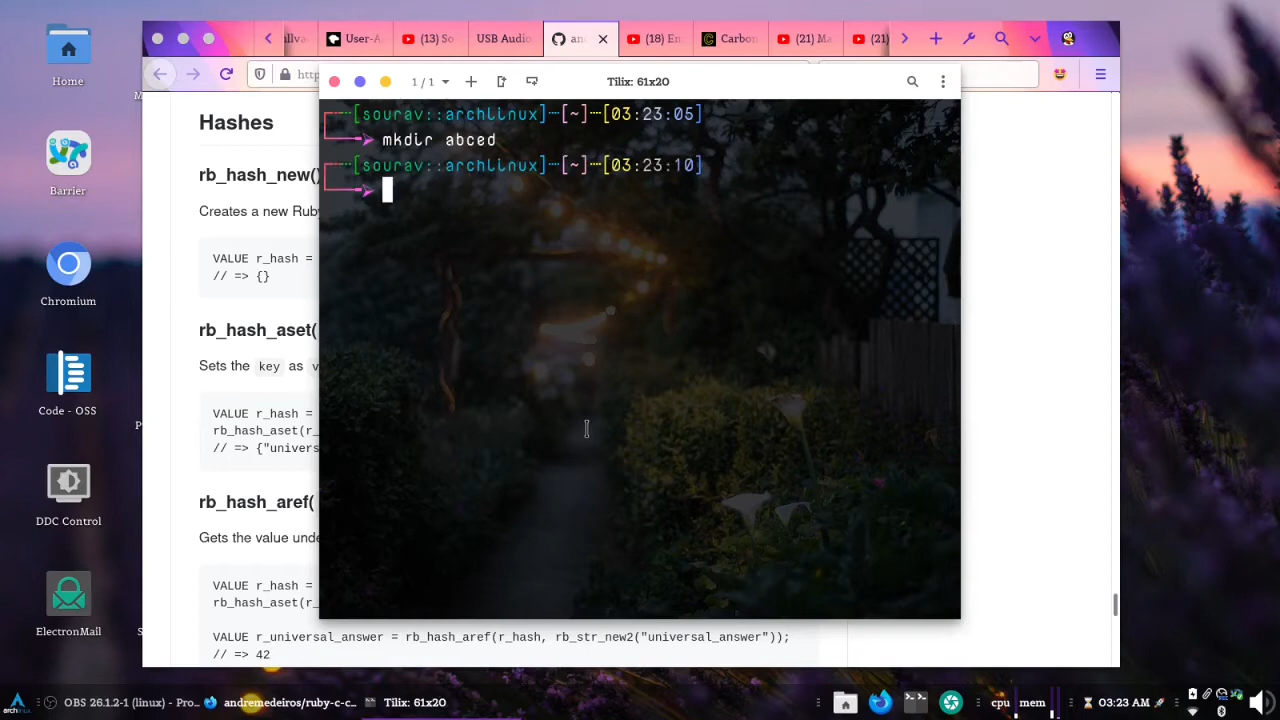 Home
Barrier
Chromium
Code - OSS
DDC Control
ElectronMail
User-A
(13) So
USB Audio
an
(18) En
Carbon
(21) Ma
(21)
http
1 / 1
Tilix: 61x20
[sourav::archlinux]—[~]—[03:23:05]
mkdir abced
[sourav::archlinux]—[~]—[03:23:10]
Hashes
rb_hash_new()
Creates a new Ruby
VALUE r_hash =
// => {}
rb_hash_aset(
Sets the key as v
VALUE r_hash =
rb_hash_aset(r_
// => {"univers
rb_hash_aref(
Gets the value unde
VALUE r_hash =
rb_hash_aset(r_
VALUE r_universal_answer = rb_hash_aref(r_hash, rb_str_new2("universal_answer"));
// => 42
OBS 26.1.2-1 (linux) - Pro...
andremedeiros/ruby-c-c...
Tilix: 61x20
cpu
mem
03:23 AM